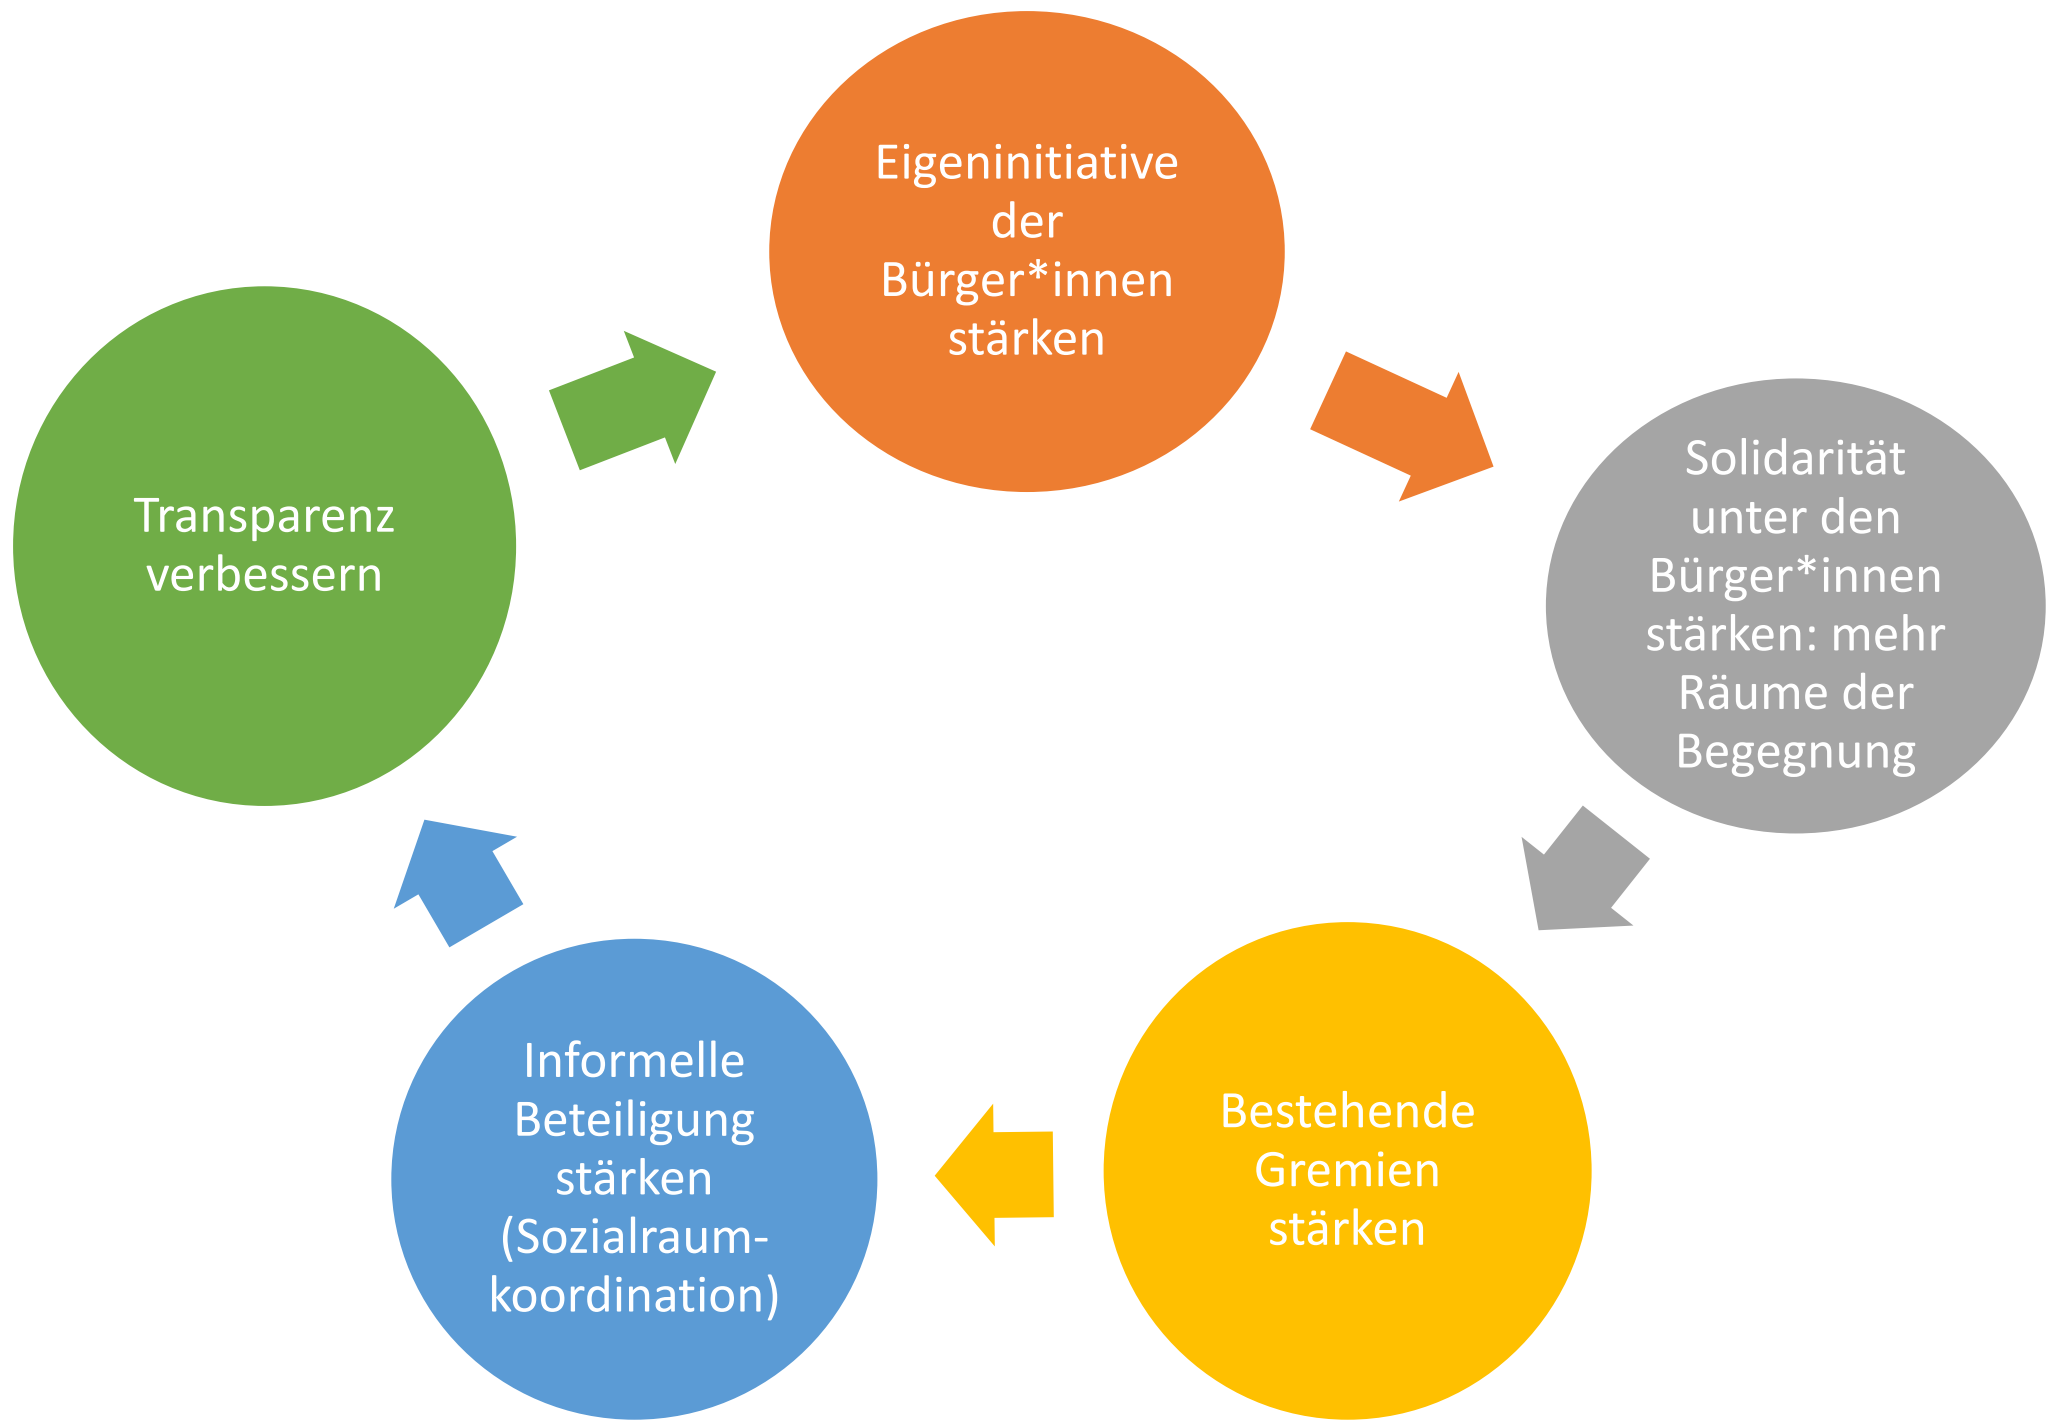 Eigeninitiative
der
Bürger*innen
stärken
Solidarität
unter den
Bürger*innen
stärken: mehr
Räume der
Begegnung
Bestehende
Gremien
stärken
Informelle
Beteiligung
stärken
(Sozialraum-
koordination)
Transparenz
verbessern